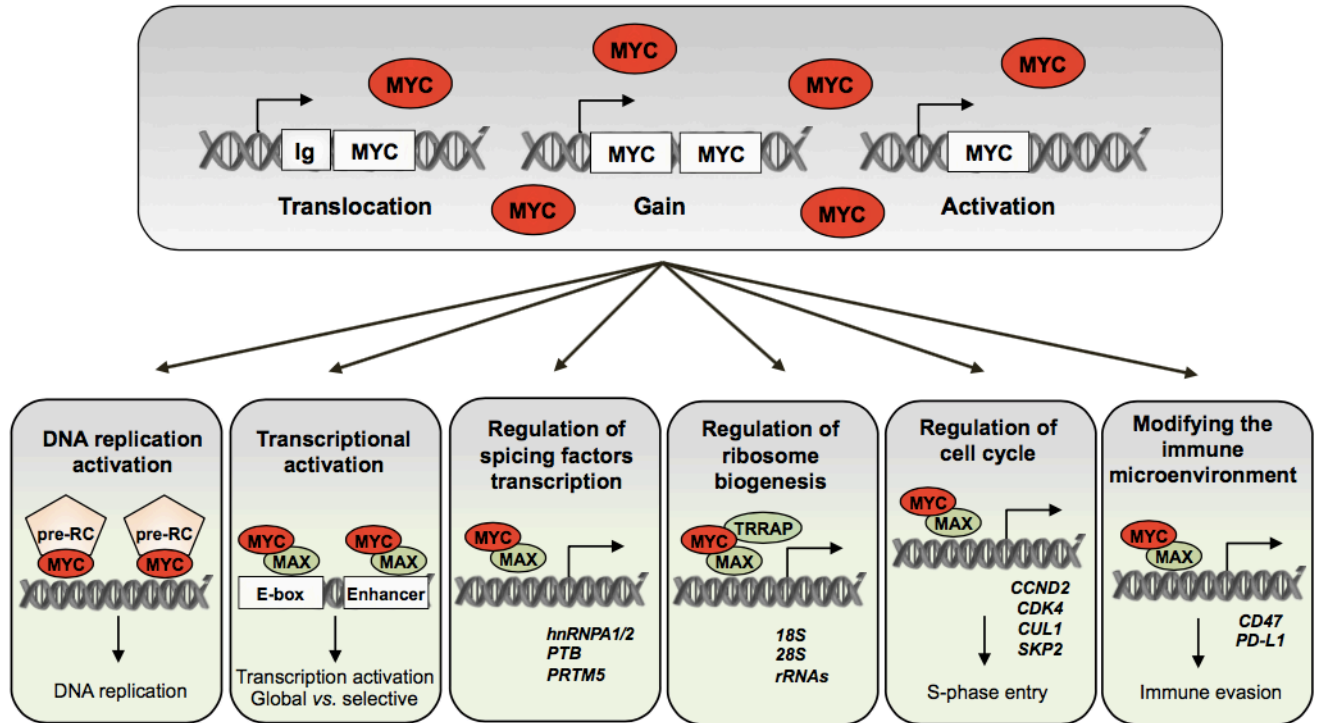 MYC
MYC
MYC
MYC
Ig
MYC
MYC
MYC
MYC
MYC
MYC
Translocation
Gain
Activation
DNA replication
activation
pre-RC
pre-RC
MYC
MYC
DNA replication
Transcriptional
activation
MYC
MYC
MAX
MAX
E-box
Enhancer
Transcription activation
Global vs. selective
Regulation of
spicing factors
transcription
MYC
MAX
hnRNPA1/2
PTB
PRTM5
Regulation of
ribosome
biogenesis
TRRAP
MYC
MAX
18S
28S
rRNAs
Regulation of
cell cycle
MYC
MAX
CCND2
CDK4
CUL1
SKP2
S-phase entry
Modifying the
immune
microenvironment
MYC
MAX
CD47
PD-L1
Immune evasion